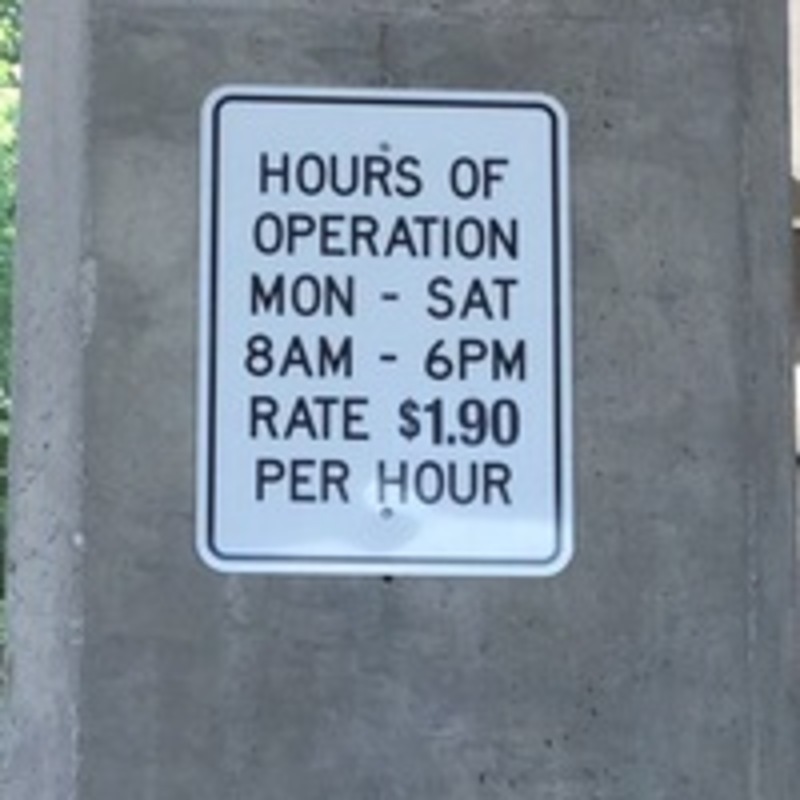 HOURS OF
OPERATION
MON - SAT
8AM - 6PM
RATE $1.90
PER HOUR